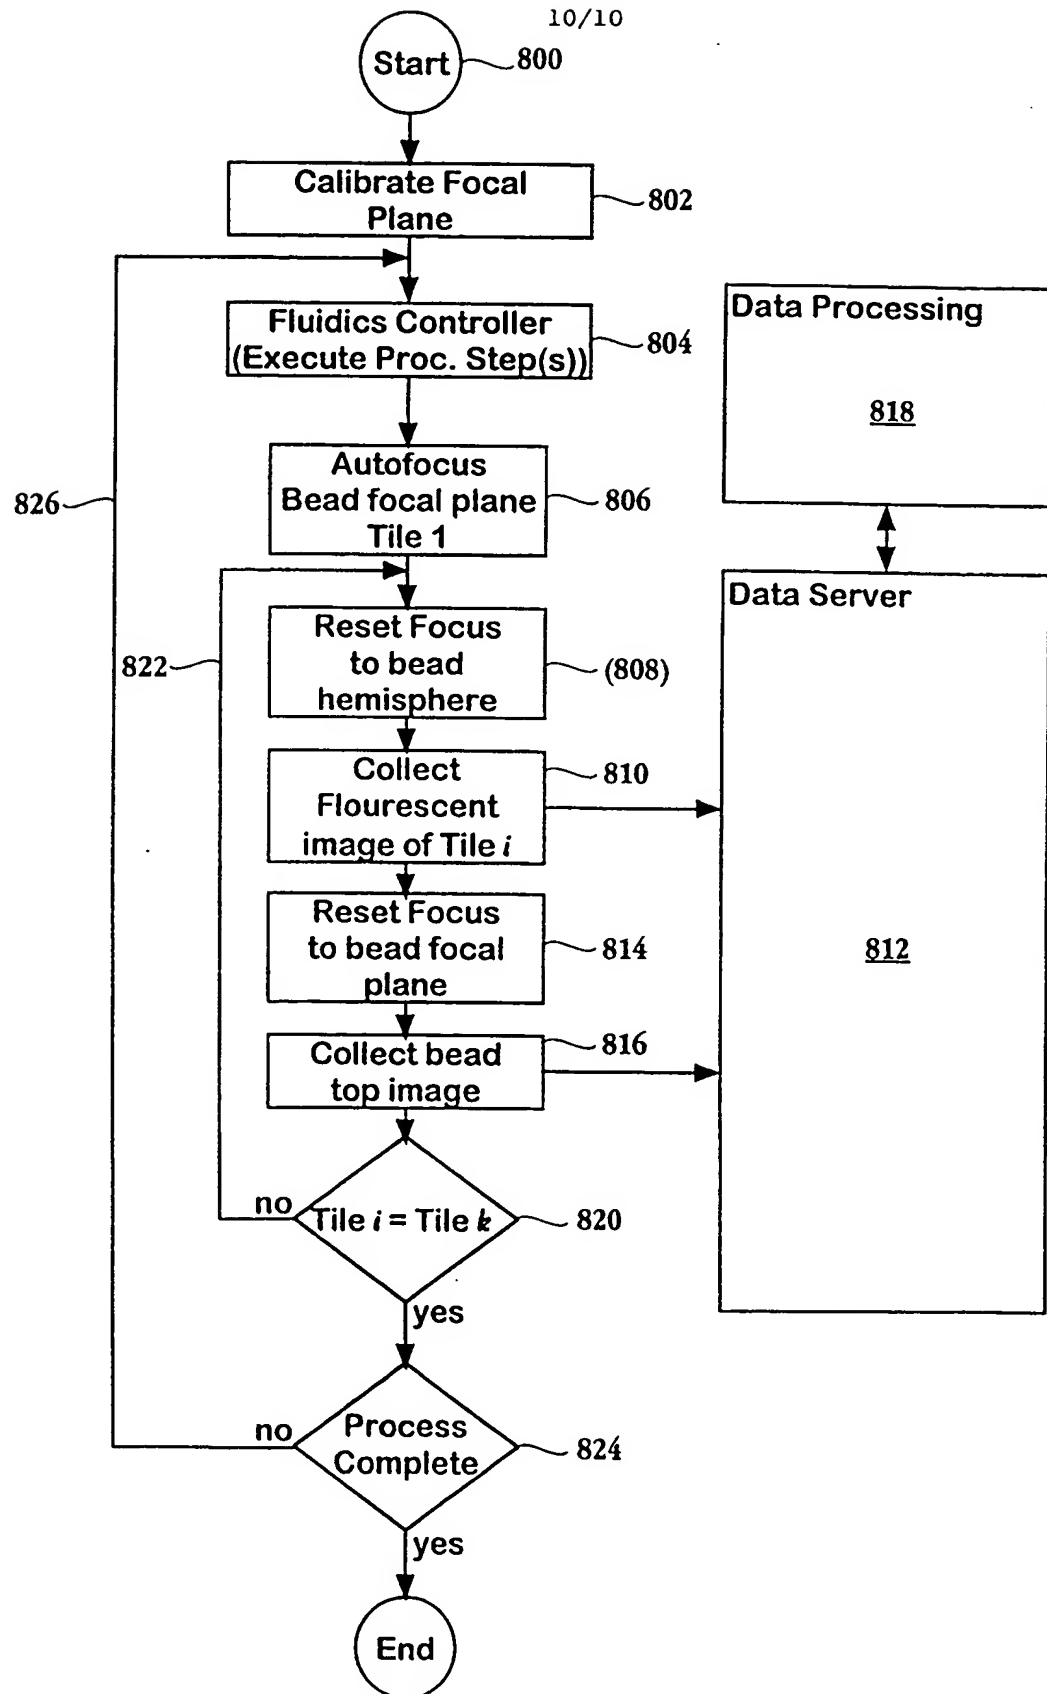 10/10
Start
800
Calibrate Focal
Plane
802
Fluidics Controller
(Execute Proc. Step(s))
804
Autofocus
Bead focal plane
Tile 1
806
826
Reset Focus
to bead
hemisphere
(808)
822
Collect
Flourescent
image of Tile i
810
Reset Focus
to bead focal
plane
814
Collect bead
top image
816
no
Tile i = Tile k
820
yes
no
Process
Complete
824
yes
End
Data Processing
818
Data Server
812